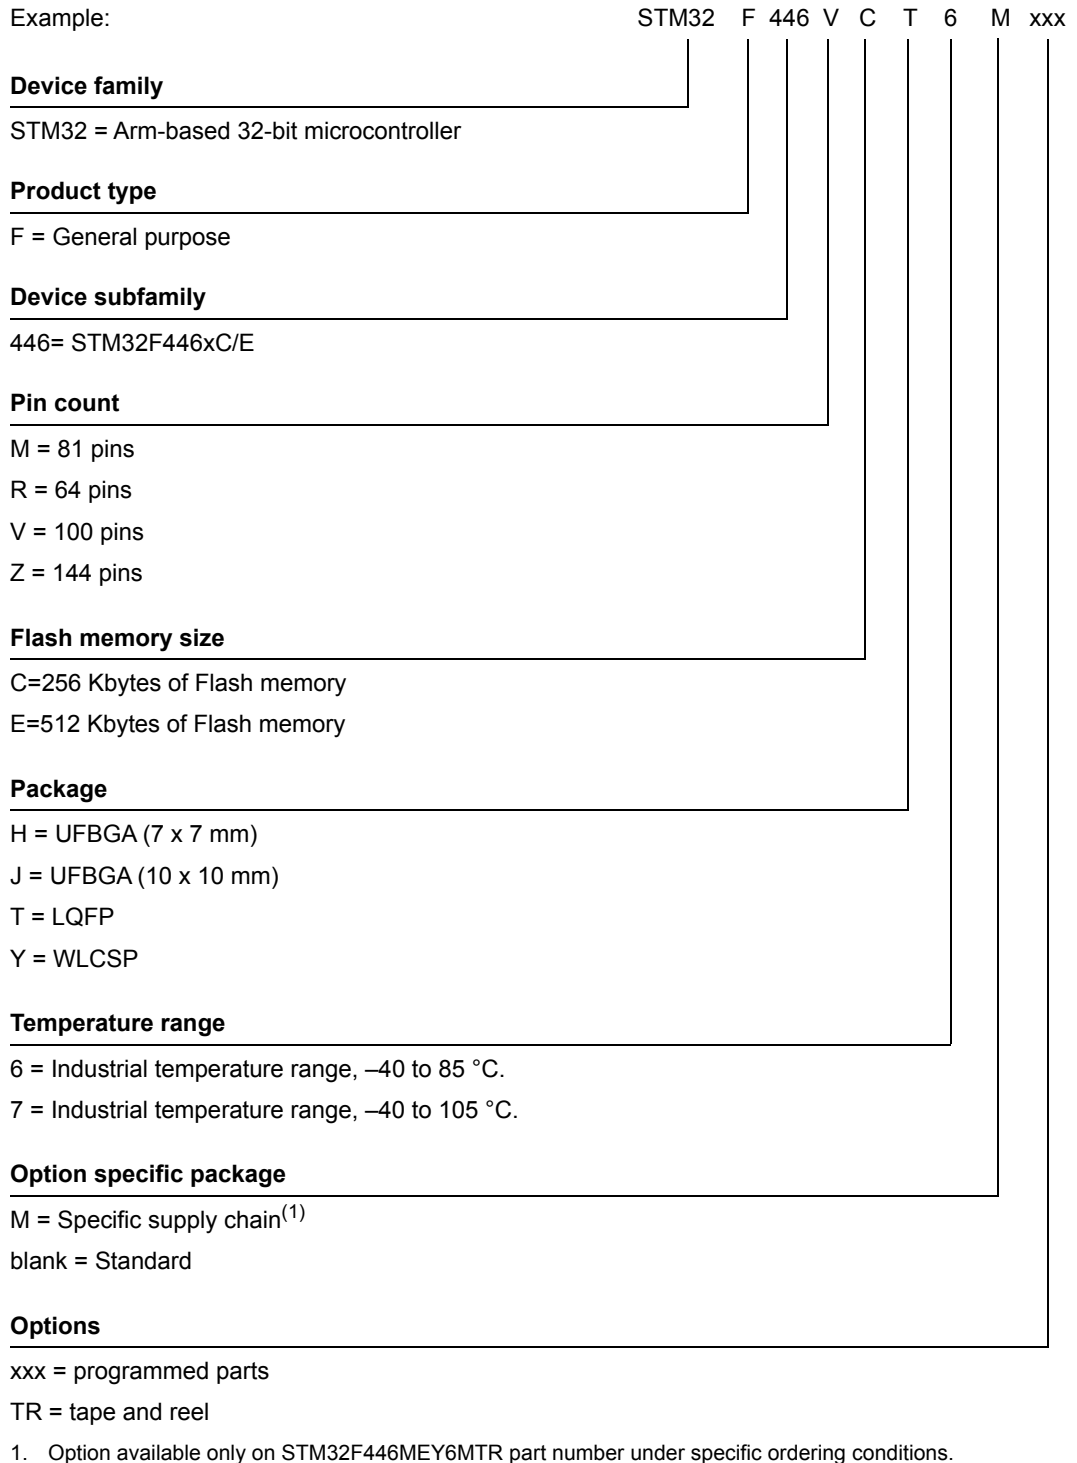 Example: STM32 F 446 V C T 6 M xxx
Device family
STM32 = Arm-based 32-bit microcontroller
Product type
F = General purpose
Device subfamily
446= STM32F446xC/E
Pin count
M = 81 pins
R = 64 pins
V = 100 pins
Z = 144 pins
Flash memory size
C=256 Kbytes of Flash memory
E=512 Kbytes of Flash memory
Package
H = UFBGA (7 x 7 mm)
J = UFBGA (10 x 10 mm)
T = LQFP
Y = WLCSP
Temperature range
6 = Industrial temperature range, –40 to 85 °C.
7 = Industrial temperature range, –40 to 105 °C.
Option specific package
M = Specific supply chain(1)
blank = Standard
Options
xxx = programmed parts
TR = tape and reel
1. Option available only on STM32F446MEY6MTR part number under specific ordering conditions.